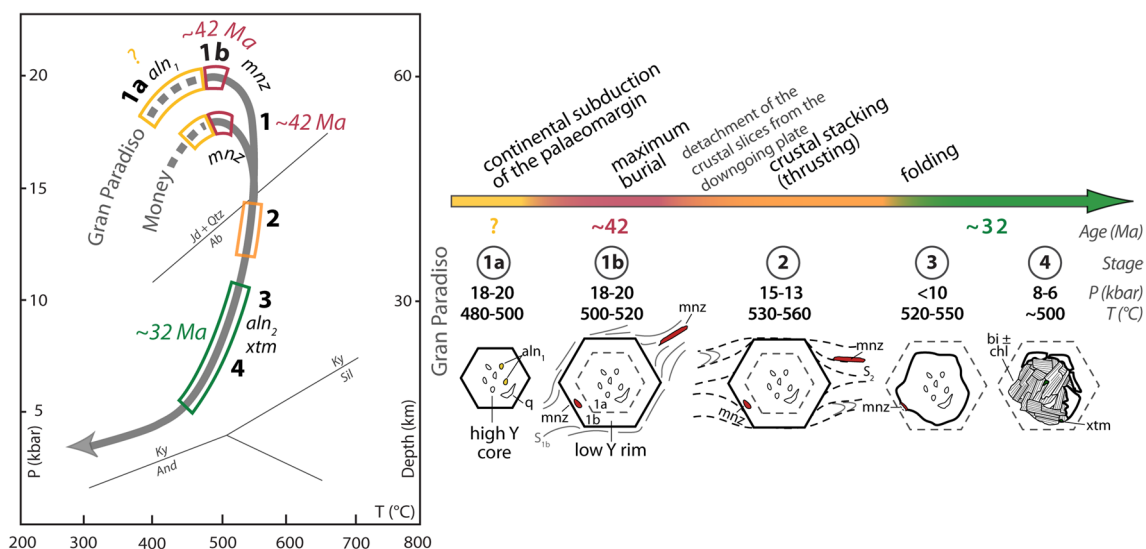 20
15
10
5
P (kbar)
60
30
Depth (km)
T (°C)
200
300
400
500
600
700
800
?
~42 Ma
1a
aln1
1b
mnz
1
~42 Ma
mnz
Gran Paradiso
Money
Jd + Qtz
Ab
2
3
aln2
xtm
~32 Ma
4
Ky
Sil
Ky
And
continental subduction
of the palaeomargin
maximum
burial
detachment of the
crustal slices from the
downgoing plate
crustal stacking
(thrusting)
folding
? ~42 ~32 Age (Ma)
Gran Paradiso
1a 1b 2 3 4 Stage
18-20 18-20 15-13 <10 8-6 P (kbar)
480-500 500-520 530-560 520-550 ~500 T (°C)
aln1
q
high Y
core
mnz
mnz
1a
1b
S1b
low Y rim
mnz
S2
mnz
mnz
bi ±
chl
xtm